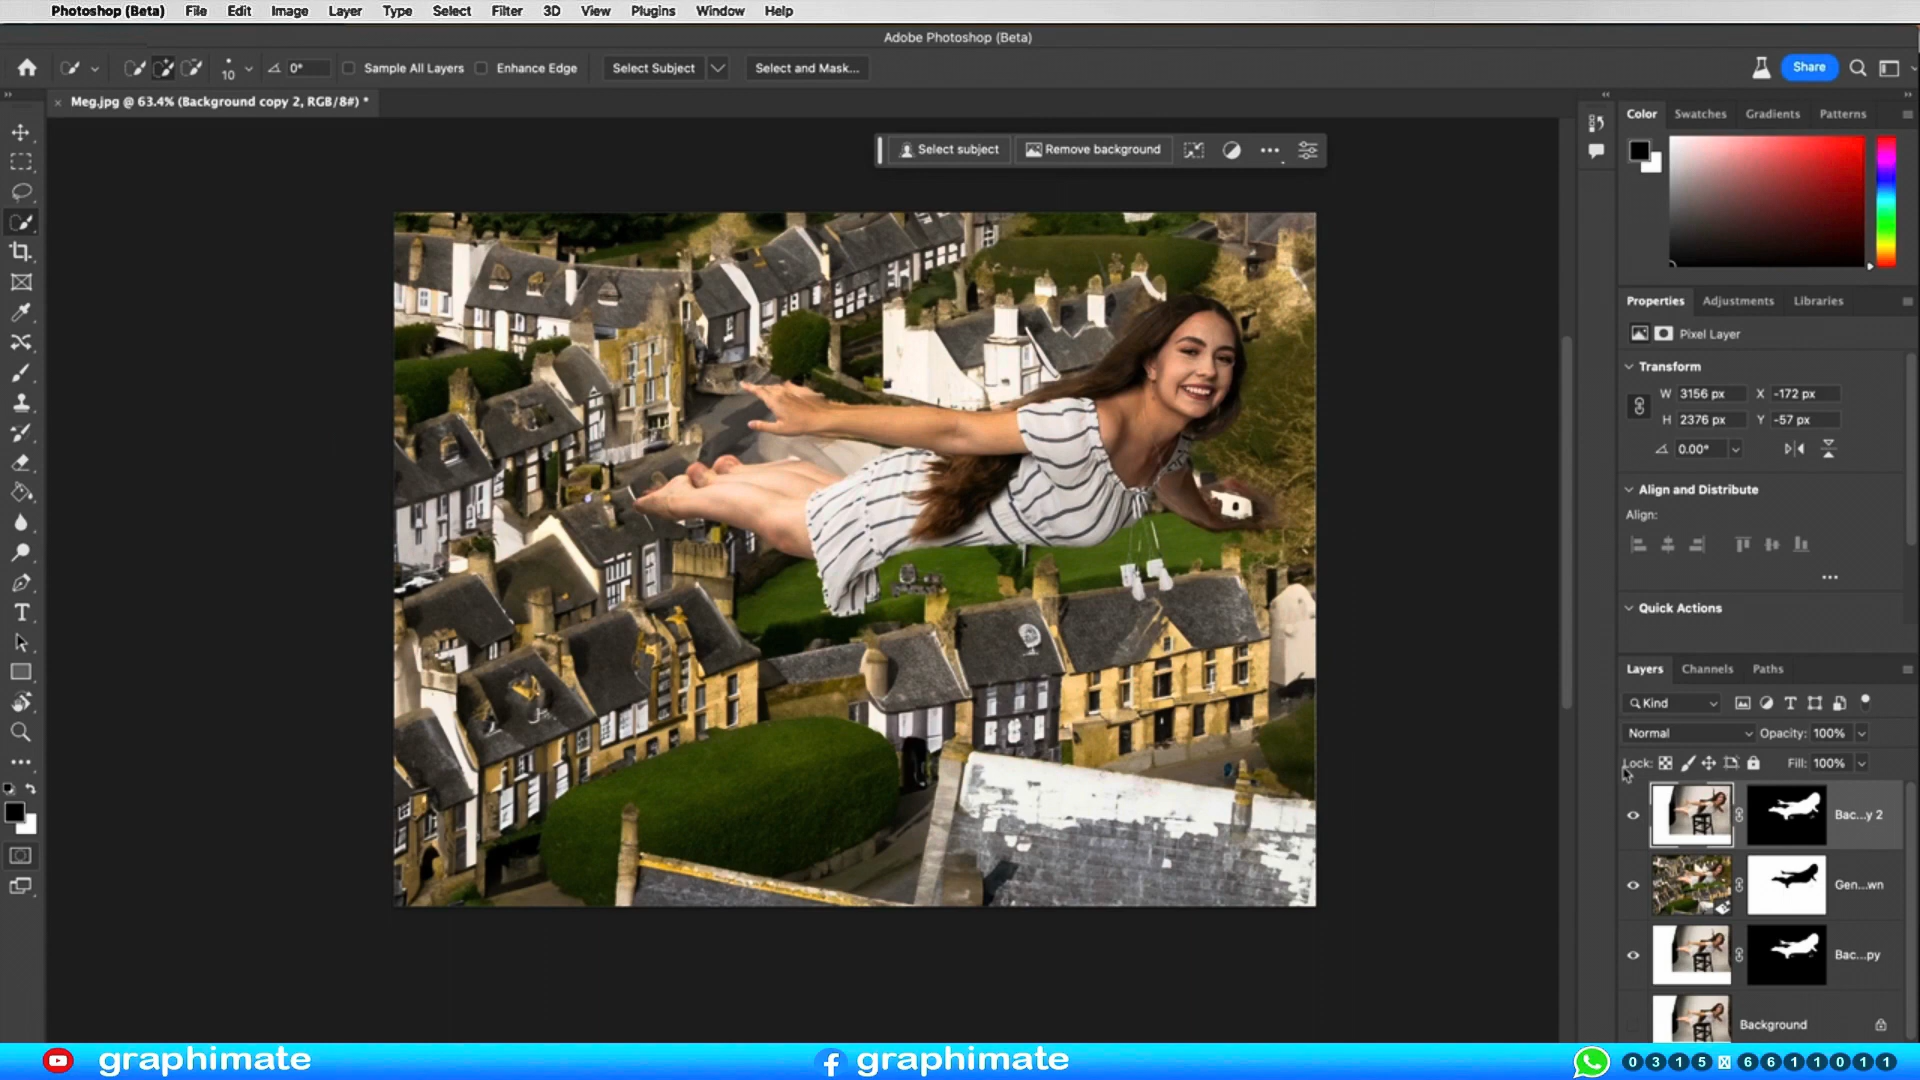 Photoshop (Beta) File Edit Image Layer Type Select Filter 3D View Plugins Window Help
Adobe Photoshop (Beta)
10 0° Sample All Layers Enhance Edge Select Subject Select and Mask... Share
Meg.jpg @ 63.4% (Background copy 2, RGB/8#) *
Color Swatches Gradients Patterns
Select subject Remove background
Properties Adjustments Libraries
Pixel Layer
Transform
W 3156 px X -172 px
H 2376 px Y -57 px
0.00°
Align and Distribute
Align:
Quick Actions
Layers Channels Paths
Kind
Normal Opacity: 100%
Lock: Fill: 100%
Bac...y 2
Gen...wn
Bac...py
Background
graphimate graphimate 0315 6611011